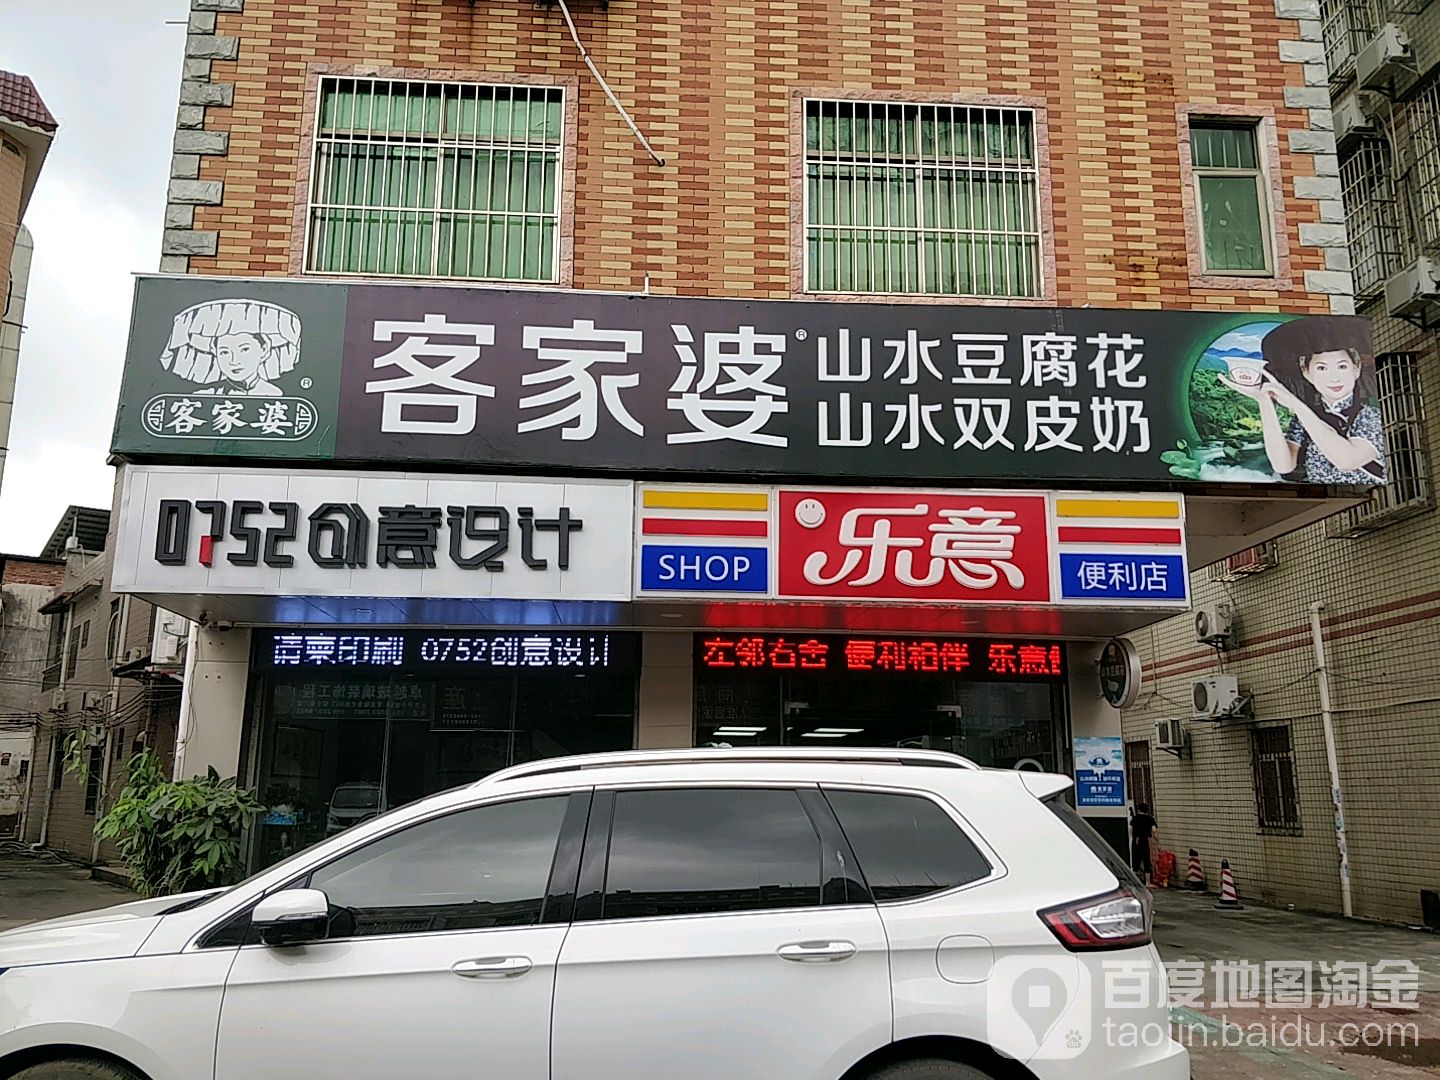 客家婆®
山水豆腐花
山水双皮奶
®
客家婆
0752创意设计
SHOP
乐意
便利店
清柬印刷 0752创意设计
左邻右舍 便利相伴 乐意
百度地图淘金
taojin.baidu.com